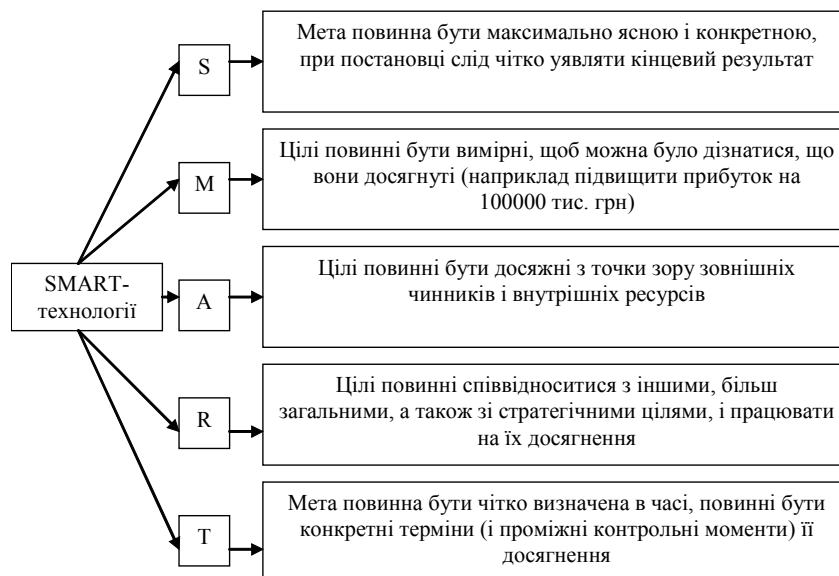 S
Мета повинна бути максимально ясною і конкретною,
при постановці слід чітко уявляти кінцевий результат
M
Цілі повинні бути вимірні, щоб можна було дізнатися, що
вони досягнуті (наприклад підвищити прибуток на
100000 тис. грн)
SMART-
технології
A
Цілі повинні бути досяжні з точки зору зовнішніх
чинників і внутрішніх ресурсів
R
Цілі повинні співвідноситися з іншими, більш
загальними, а також зі стратегічними цілями, і працювати
на їх досягнення
T
Мета повинна бути чітко визначена в часі, повинні бути
конкретні терміни (і проміжні контрольні моменти) її
досягнення